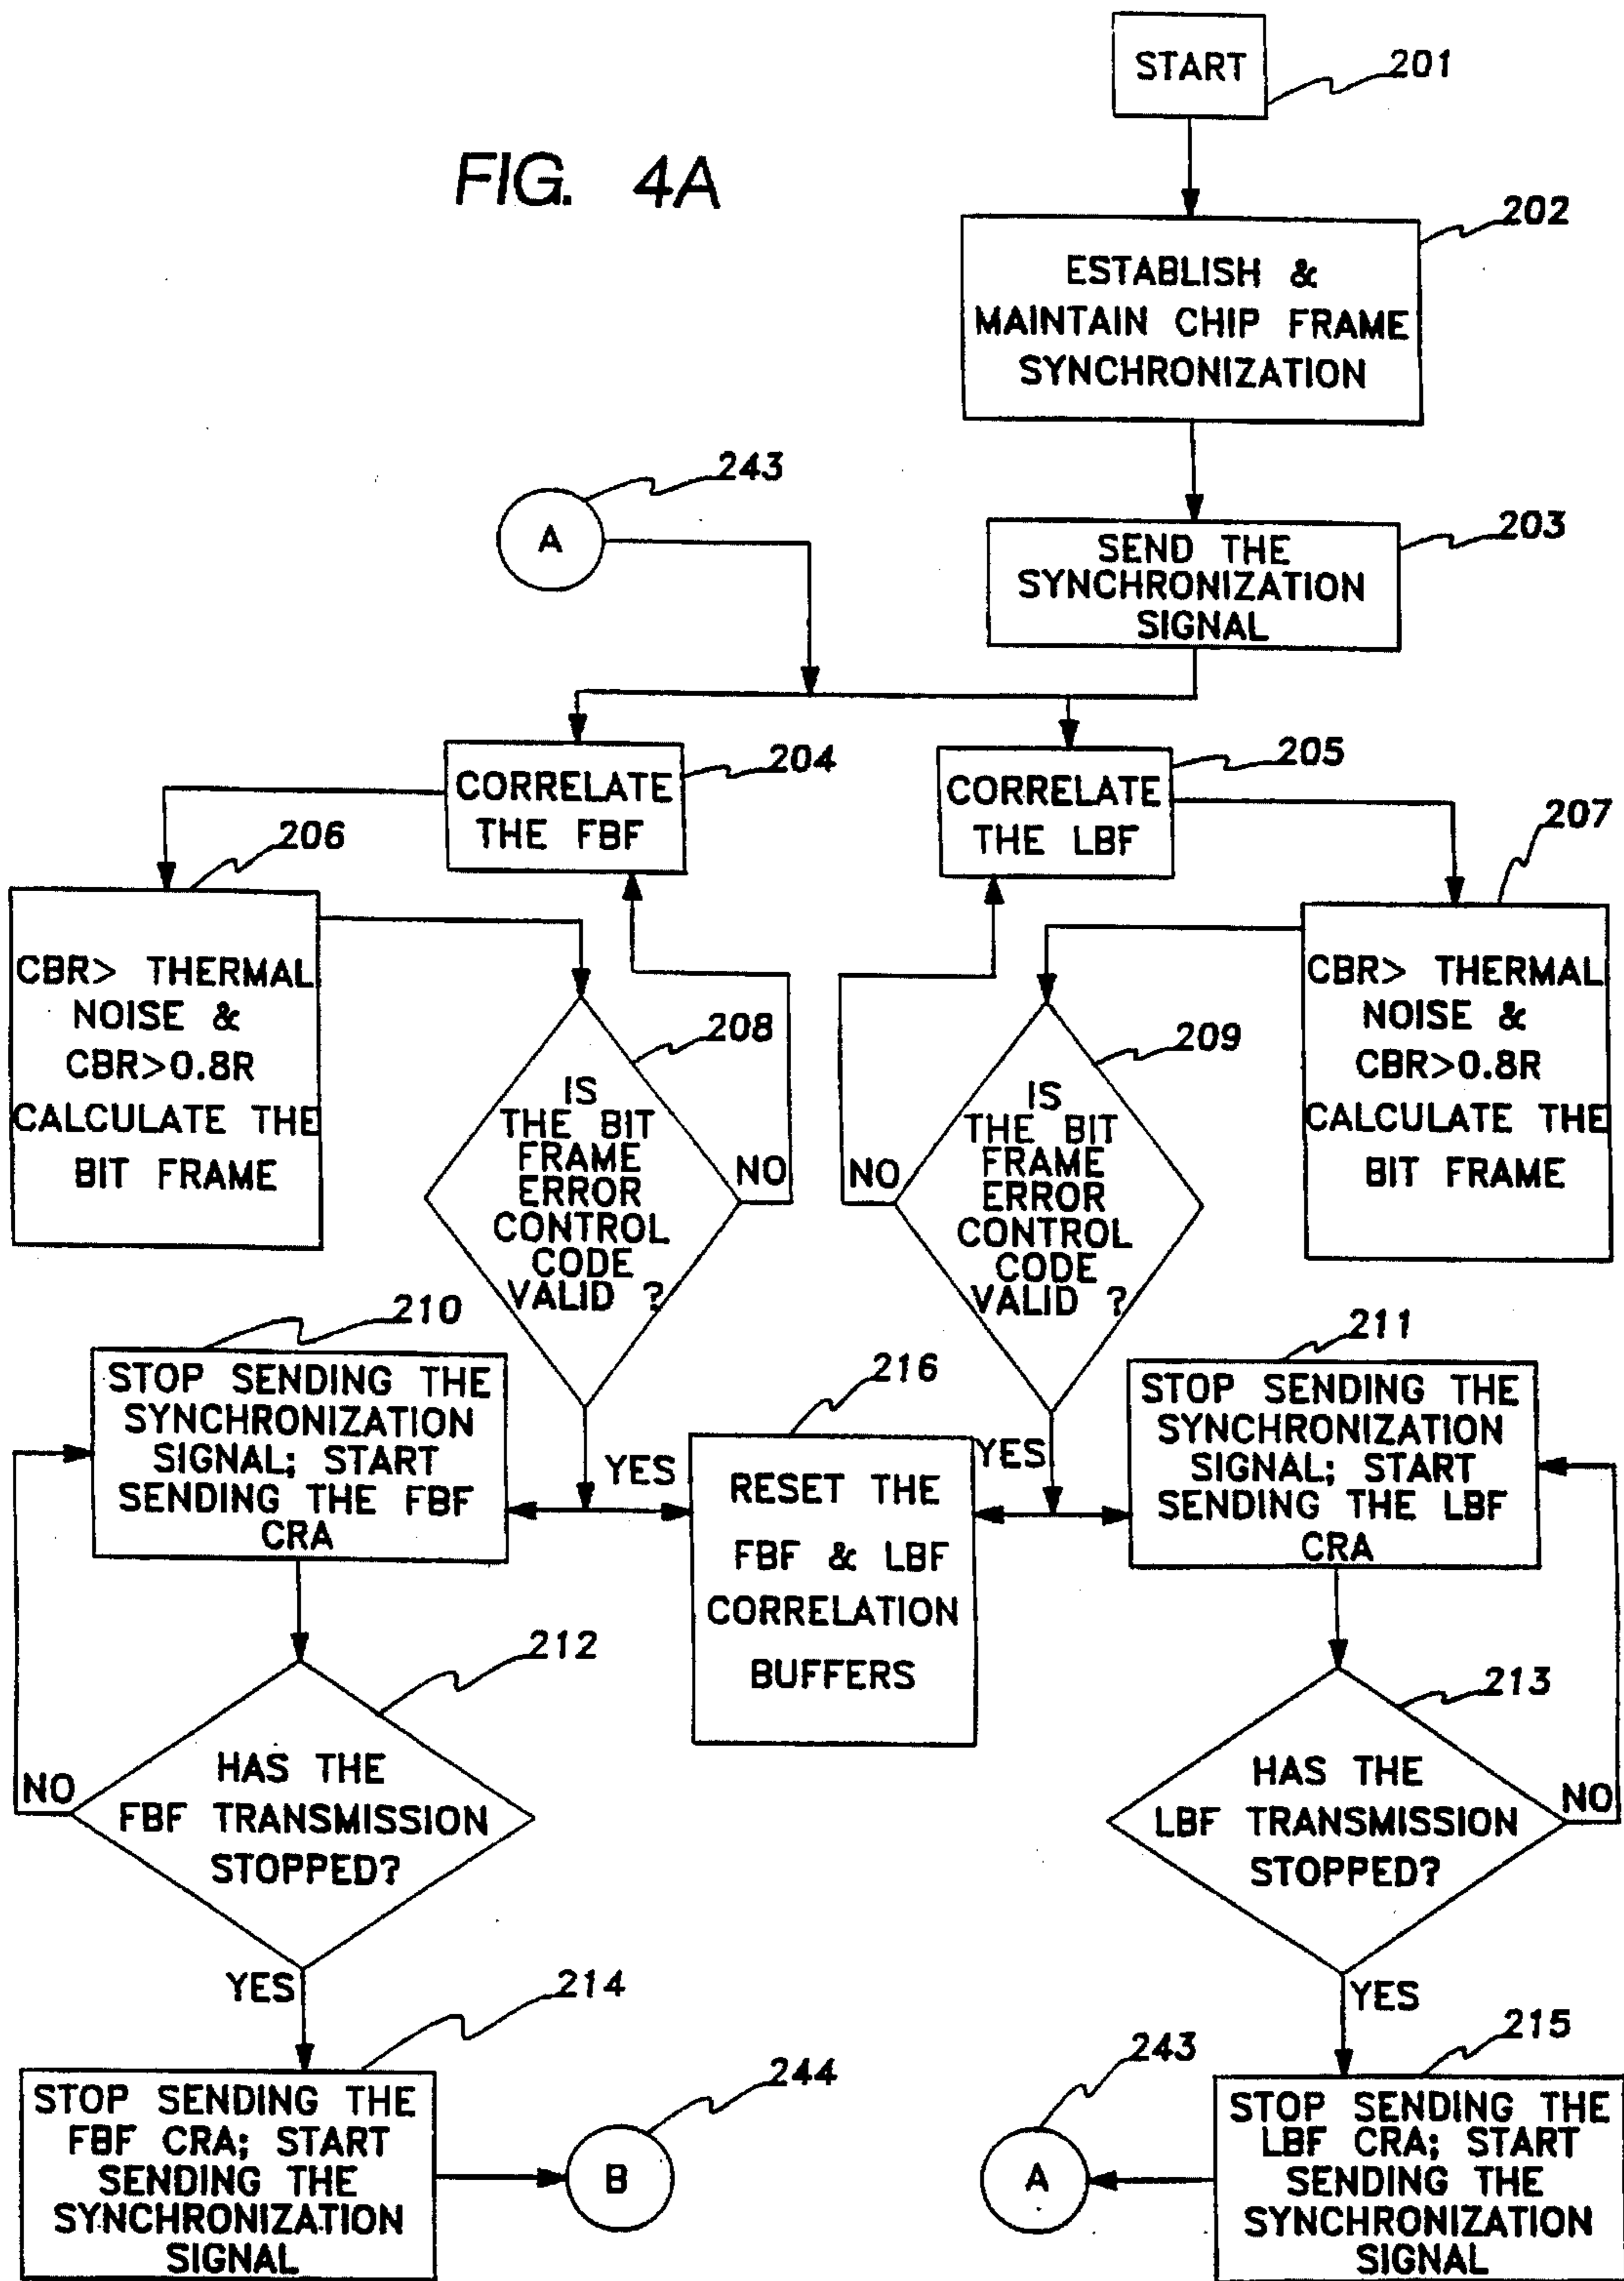 START
201
FIG. 4A
202
ESTABLISH &
MAINTAIN CHIP FRAME
SYNCHRONIZATION
243
A
203
SEND THE
SYNCHRONIZATION
SIGNAL
204
CORRELATE
THE FBF
205
CORRELATE
THE LBF
206
CBR> THERMAL
NOISE &
CBR>0.8R
CALCULATE THE
BIT FRAME
207
CBR> THERMAL
NOISE &
CBR>0.8R
CALCULATE THE
BIT FRAME
208
IS
THE BIT
FRAME
ERROR
CONTROL
CODE
VALID ?
NO
YES
209
IS
THE BIT
FRAME
ERROR
CONTROL
CODE
VALID ?
NO
YES
210
STOP SENDING THE
SYNCHRONIZATION
SIGNAL; START
SENDING THE FBF
CRA
216
RESET THE
FBF & LBF
CORRELATION
BUFFERS
211
STOP SENDING THE
SYNCHRONIZATION
SIGNAL; START
SENDING THE LBF
CRA
212
HAS THE
FBF TRANSMISSION
STOPPED?
NO
YES
213
HAS THE
LBF TRANSMISSION
STOPPED?
NO
YES
214
STOP SENDING THE
FBF CRA; START
SENDING THE
SYNCHRONIZATION
SIGNAL
244
B
243
A
215
STOP SENDING THE
LBF CRA; START
SENDING THE
SYNCHRONIZATION
SIGNAL